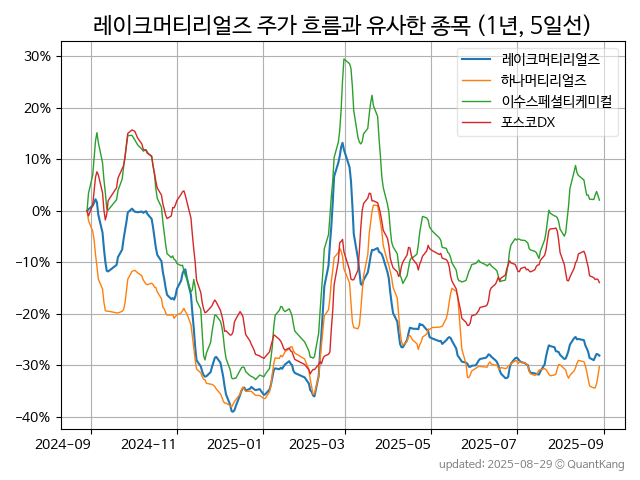 레이크머티리얼즈 주가 흐름과 유사한 종목 (1년, 5일선)
레이크머티리얼즈
하나머티리얼즈
이수스페셜티케미컬
포스코DX
30%
20%
10%
0%
−10%
−20%
−30%
−40%
2024-09
2024-11
2025-01
2025-03
2025-05
2025-07
2025-09
updated: 2025-08-29 © QuantKang